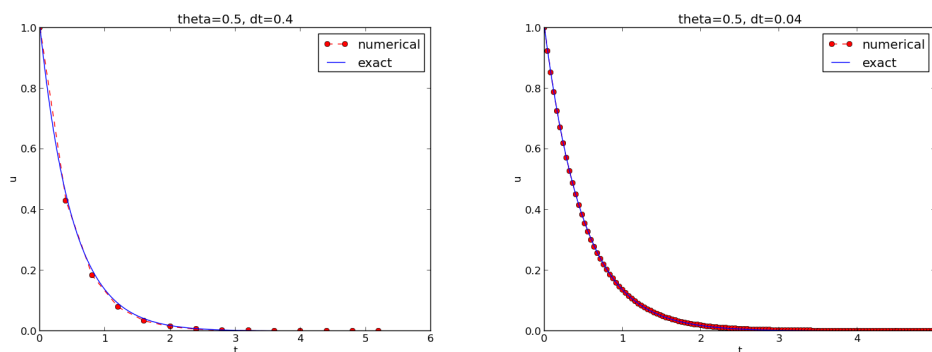 theta=0.5, dt=0.4
1.0
0.8
0.6
0.4
0.2
0.0
u
numerical
exact
0 1 2 3 4 5 6
t
theta=0.5, dt=0.04
1.0
0.8
0.6
0.4
0.2
0.0
u
numerical
exact
0 1 2 3 4
t